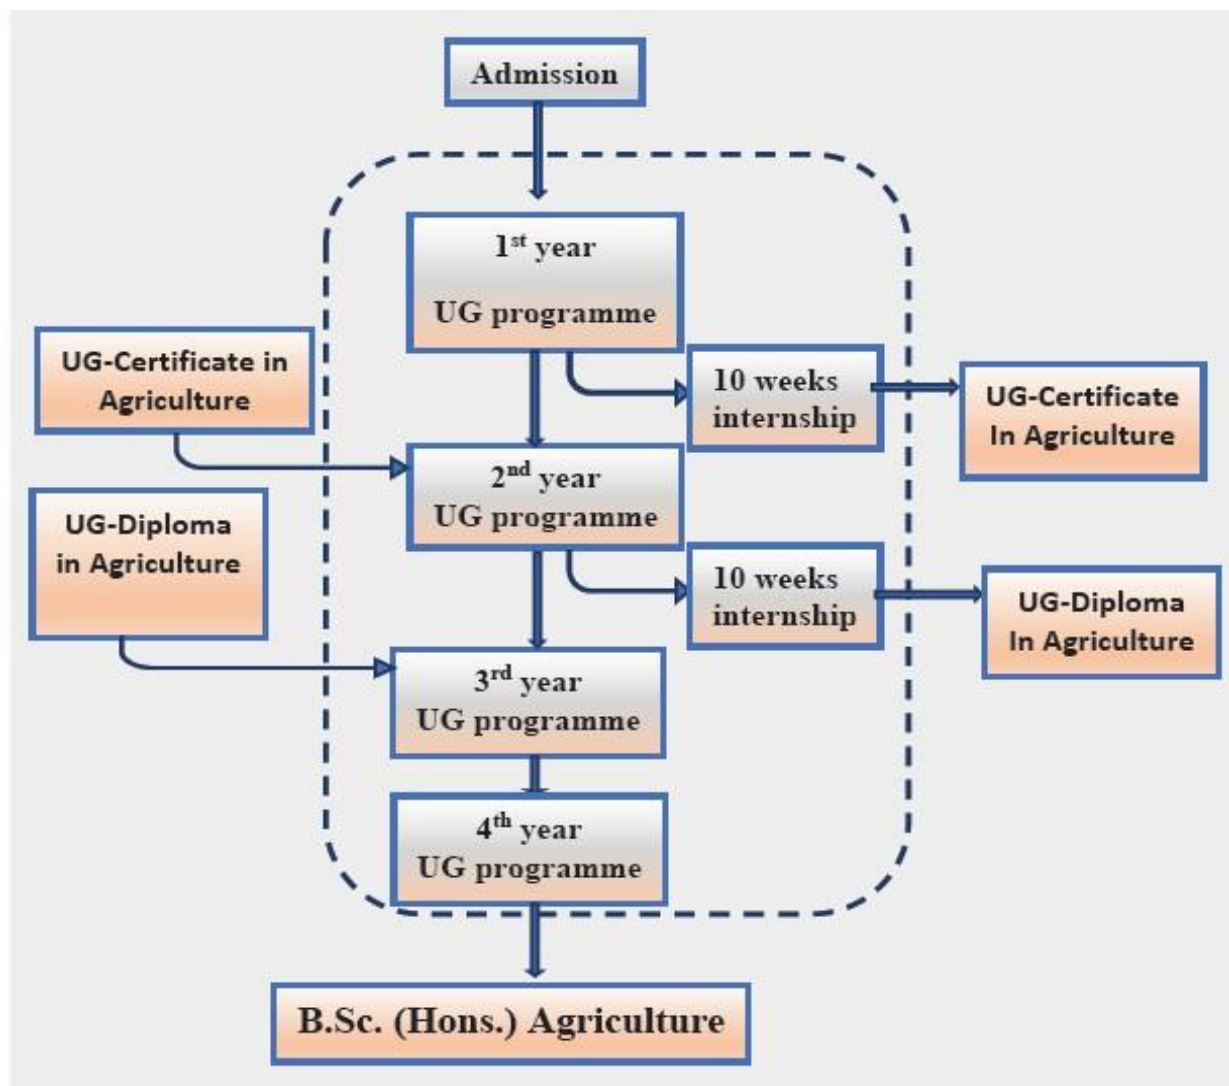 Admission
1st year
UG programme
UG-Certificate in
Agriculture
10 weeks
internship
UG-Certificate
In Agriculture
2nd year
UG programme
UG-Diploma
in Agriculture
10 weeks
internship
UG-Diploma
In Agriculture
3rd year
UG programme
4th year
UG programme
B.Sc. (Hons.) Agriculture